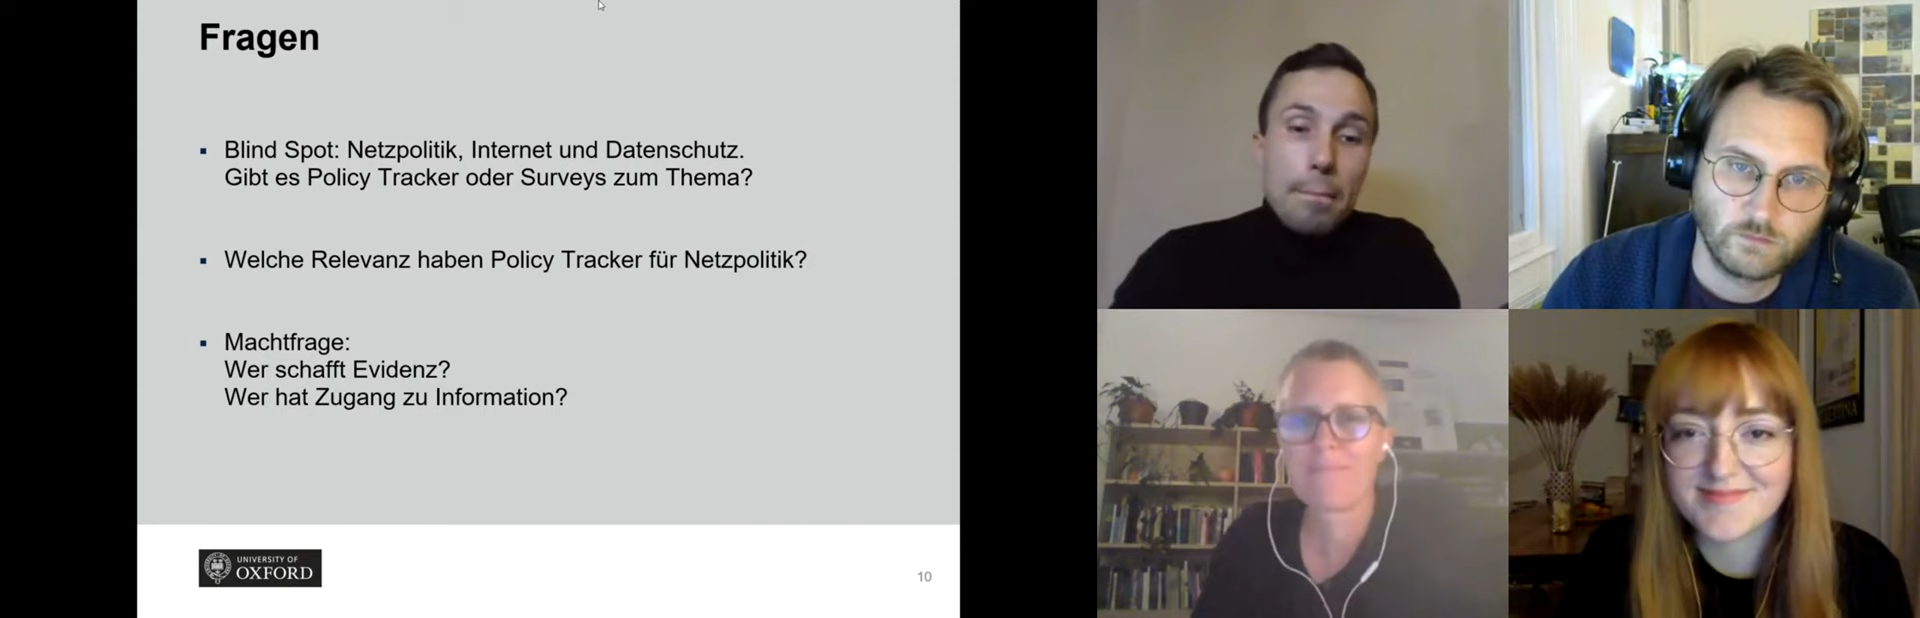 Fragen
Blind Spot: Netzpolitik, Internet und Datenschutz.
Gibt es Policy Tracker oder Surveys zum Thema?
Welche Relevanz haben Policy Tracker für Netzpolitik?
Machtfrage:
Wer schafft Evidenz?
Wer hat Zugang zu Information?
UNIVERSITY OF
OXFORD
10